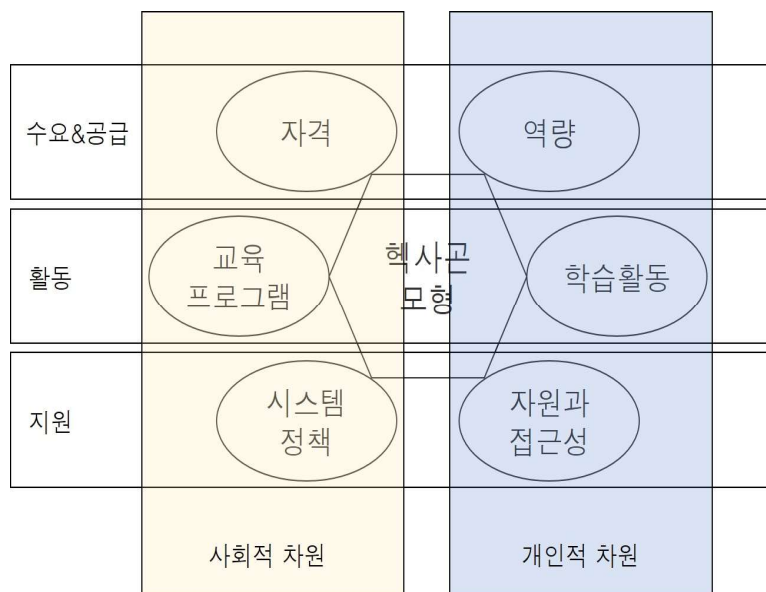 수요&공급
자격
역량
활동
교육
프로그램
헥사곤
모형
학습활동
지원
시스템
정책
자원과
접근성
사회적 차원
개인적 차원